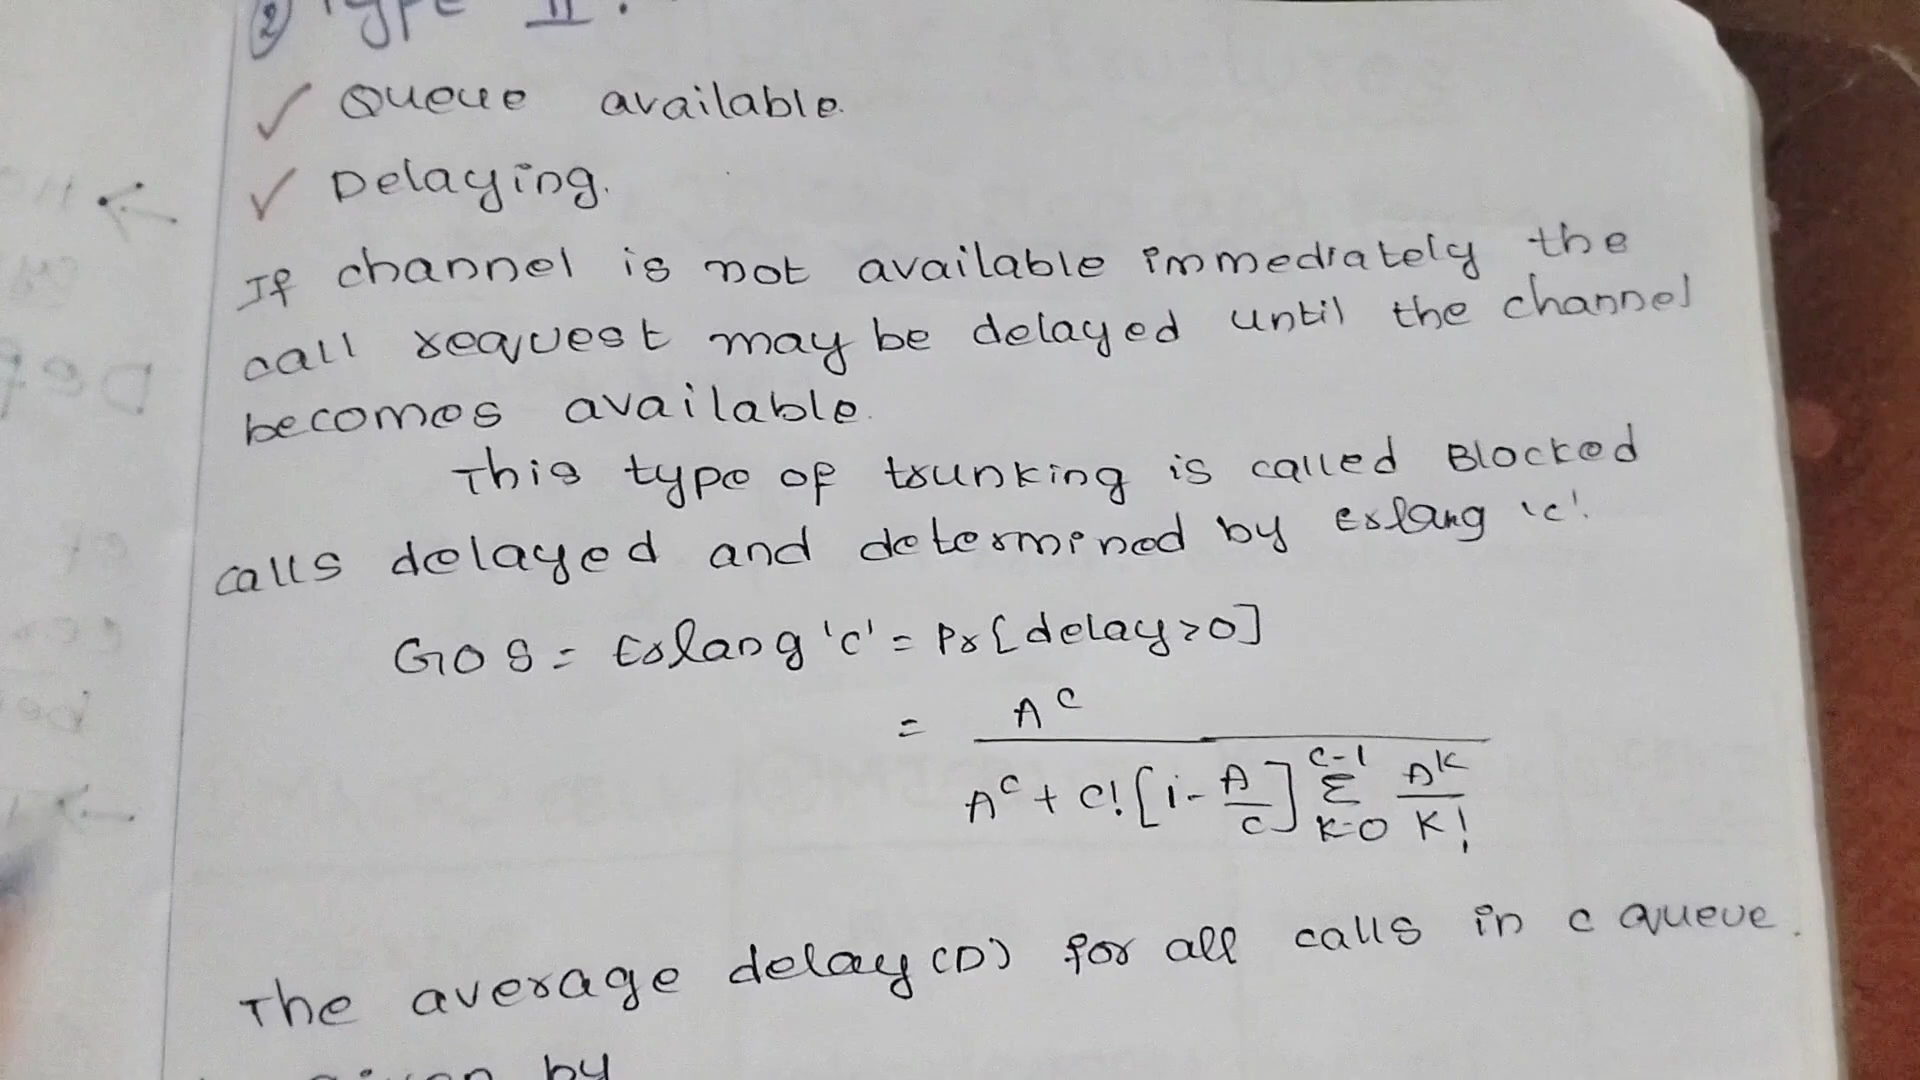 ② Type II.
✓ Queue available.
✓ Delaying.
If channel is not available immediately the
call request may be delayed until the channel
becomes available.
This type of trunking is called Blocked
calls delayed and determined by erlang 'c'.
GOS = Erlang 'c' = Pr[delay>0]
= A^C / (A^C + C! [1 - A/C] Σ_{K=0}^{C-1} A^K / K!)
The average delay (D) for all calls in c queue.
given by